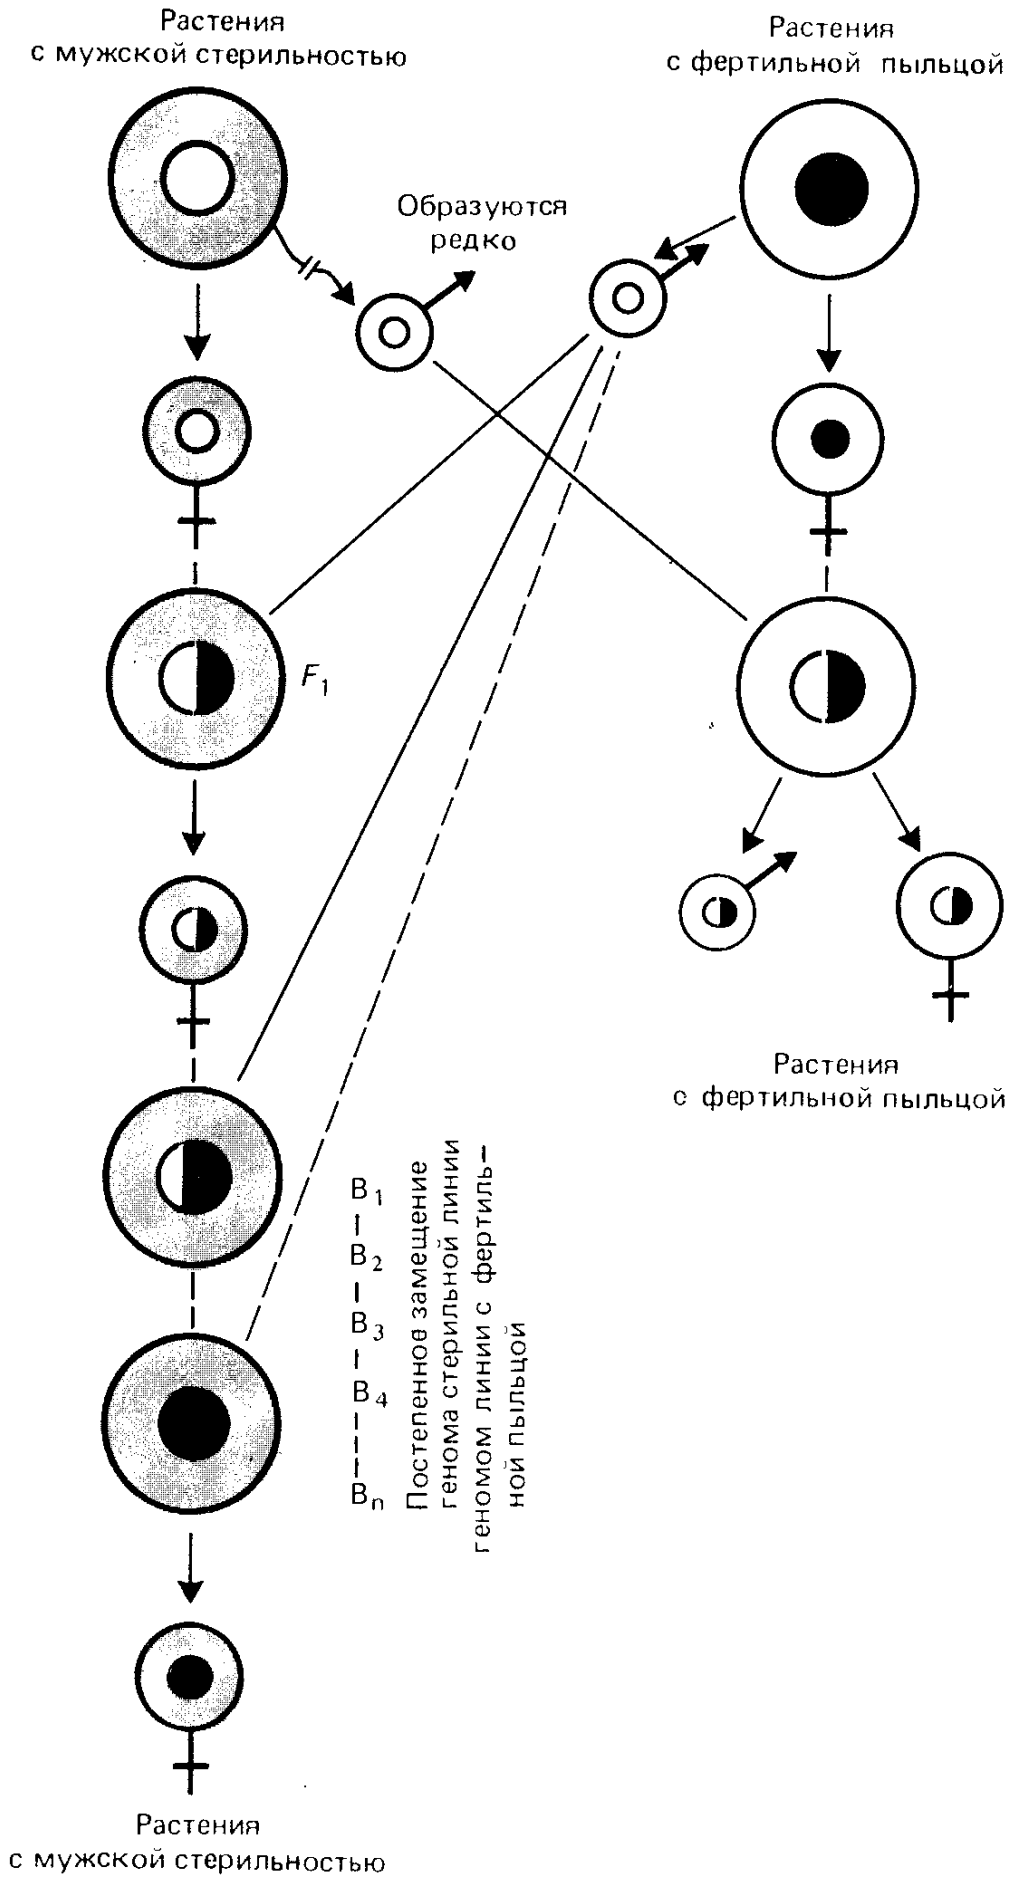 Растения
с мужской стерильностью
Растения
с фертильной пыльцой
Образуются
редко
F1
Растения
с фертильной пыльцой
B1
B2
B3
B4
Bn
Постепенное замещение
генома стерильной линии
геномом линии с фертиль–
ной пыльцой
Растения
с мужской стерильностью